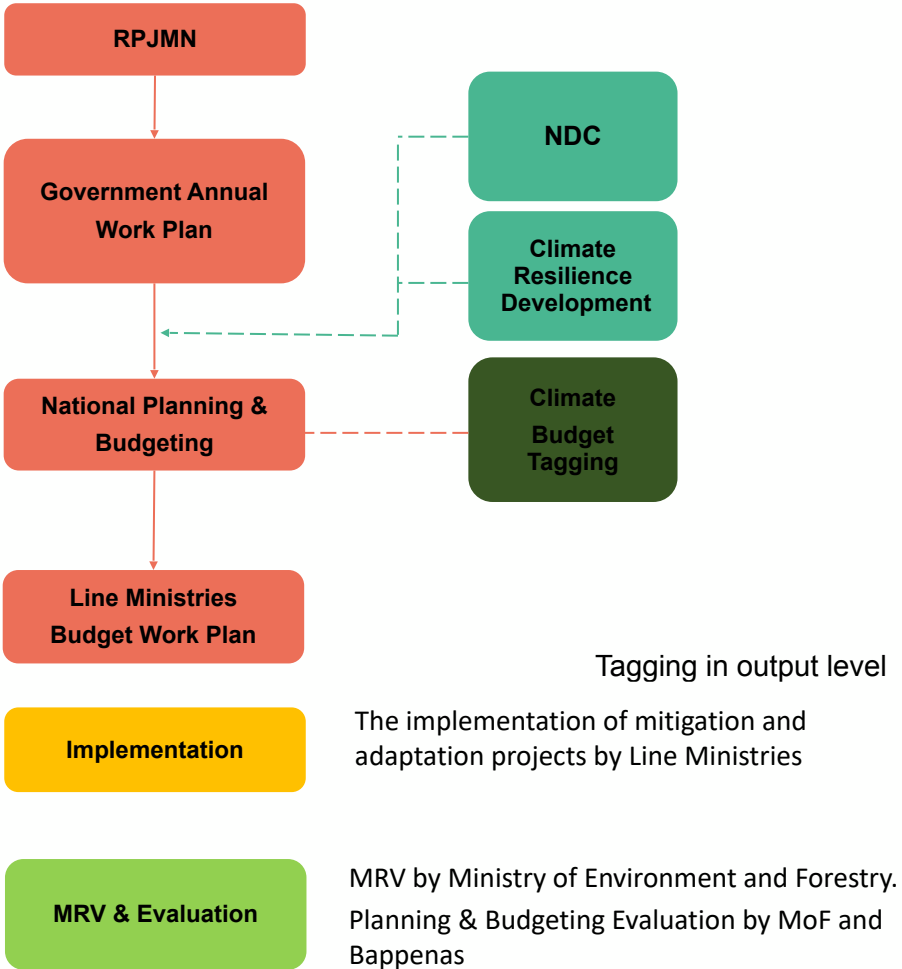 RPJMN
Government Annual
Work Plan
NDC
Climate
Resilience
Development
National Planning &
Budgeting
Climate
Budget
Tagging
Line Ministries
Budget Work Plan
Tagging in output level
Implementation
The implementation of mitigation and
adaptation projects by Line Ministries
MRV & Evaluation
MRV by Ministry of Environment and Forestry.
Planning & Budgeting Evaluation by MoF and
Bappenas